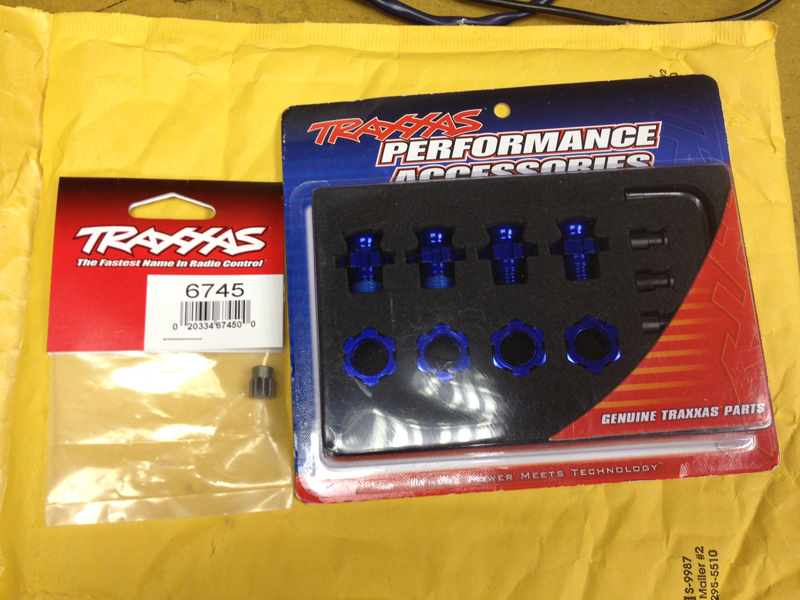 TRAXXAS
The Fastest Name In Radio Control
6745
0 20334 67450 0
TRAXXAS
PERFORMANCE
ACCESSORIES
GENUINE TRAXXAS PARTS
POWER MEETS TECHNOLOGY™
S-9987
Mailer #2
295-5510